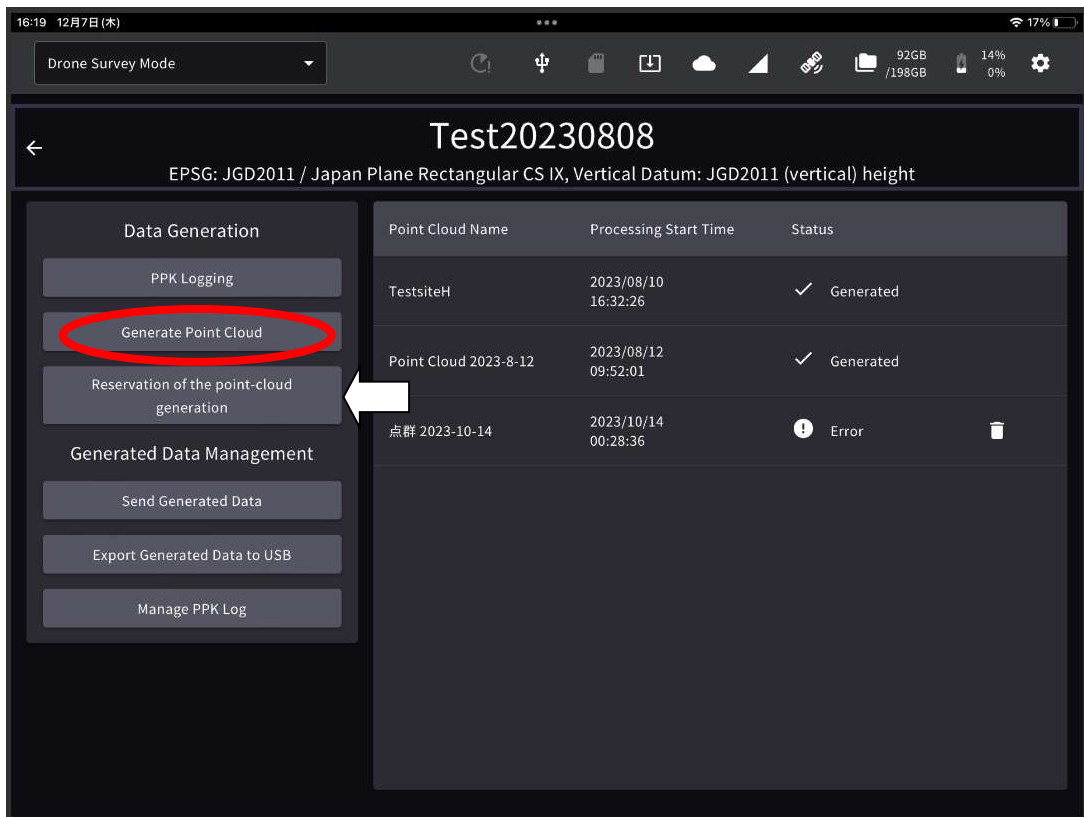 16:19 12月7日(木)
17%
Drone Survey Mode
92GB
/198GB
14%
0%
Test20230808
EPSG: JGD2011 / Japan Plane Rectangular CS IX, Vertical Datum: JGD2011 (vertical) height
Data Generation
PPK Logging
Generate Point Cloud
Reservation of the point-cloud
generation
Generated Data Management
Send Generated Data
Export Generated Data to USB
Manage PPK Log
Point Cloud Name Processing Start Time Status
TestsiteH
2023/08/10
16:32:26
Generated
Point Cloud 2023-8-12
2023/08/12
09:52:01
Generated
点群 2023-10-14
2023/10/14
00:28:36
Error